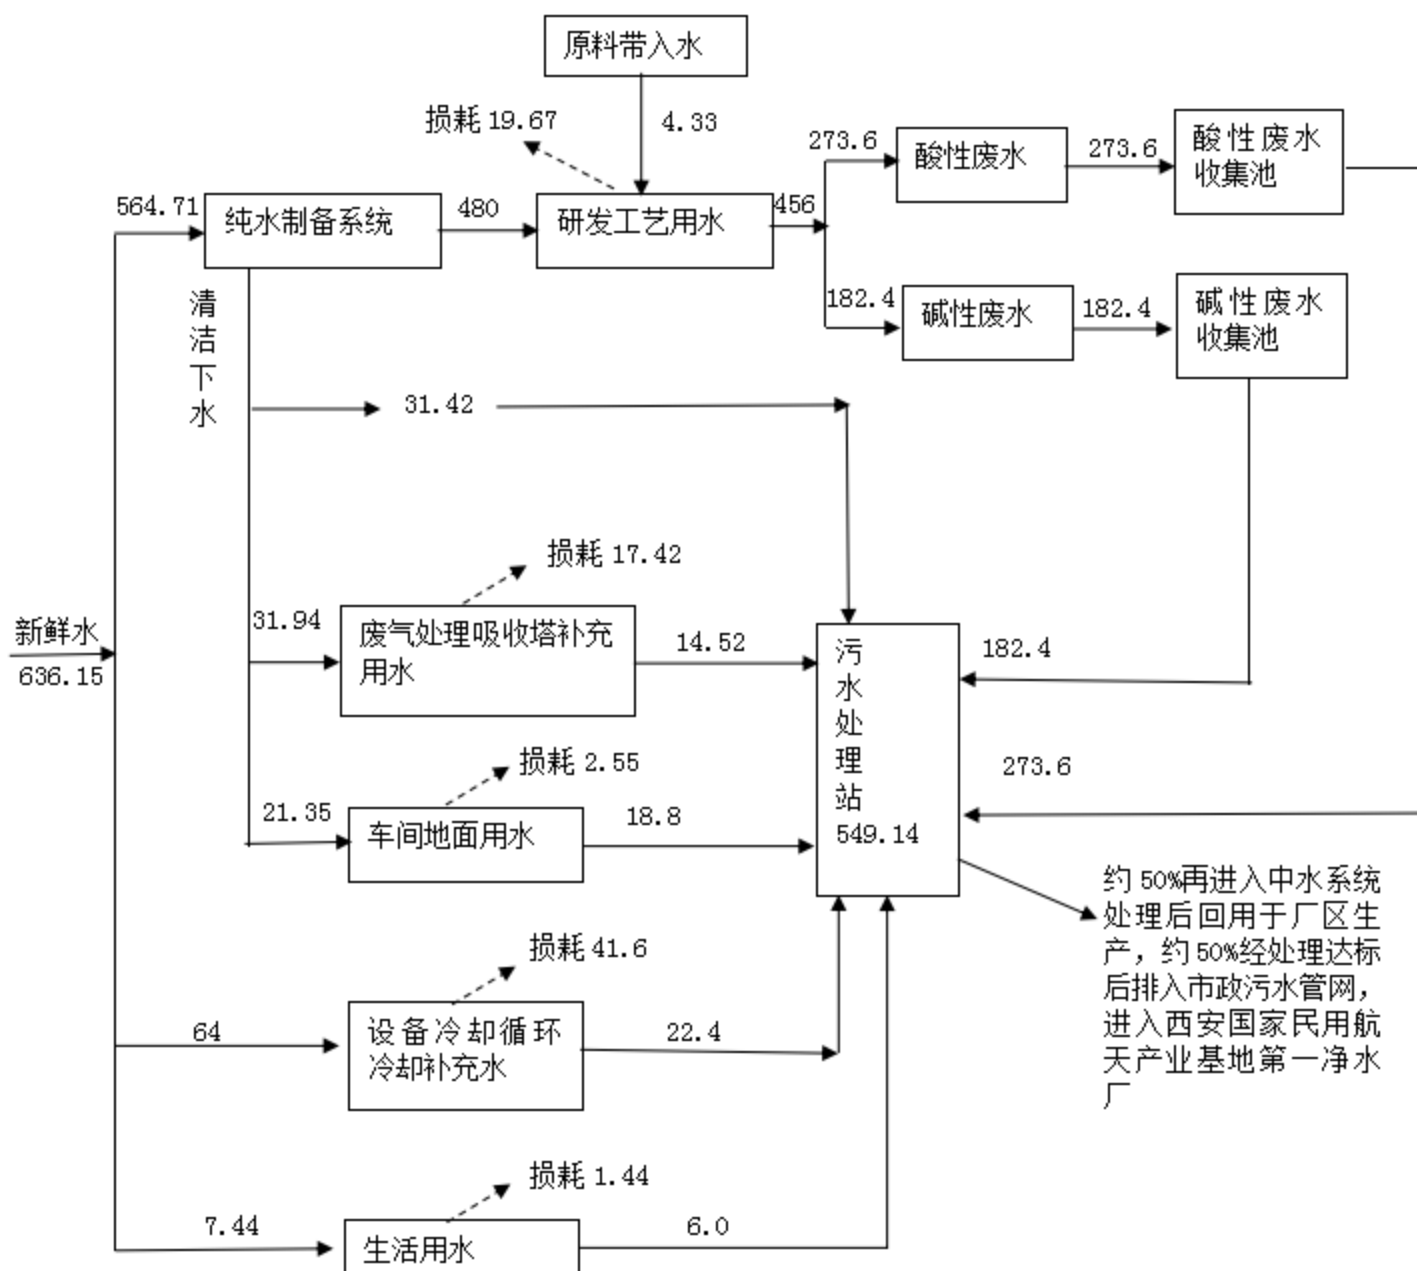 原料带入水
损耗 19.67
4.33
273.6
酸性废水
273.6
酸性废水
收集池
564.71
纯水制备系统
480
研发工艺用水
456
182.4
碱性废水
182.4
碱性废水
收集池
清
洁
下
水
31.42
损耗 17.42
新鲜水
636.15
31.94
废气处理吸收塔补充
用水
14.52
污
水
处
理
站
549.14
182.4
273.6
损耗 2.55
21.35
车间地面用水
18.8
约 50%再进入中水系统
处理后回用于厂区生
产，约 50%经处理达标
后排入市政污水管网，
进入西安国家民用航
天产业基地第一净水
厂
损耗 41.6
64
设备冷却循环
冷却补充水
22.4
损耗 1.44
7.44
生活用水
6.0